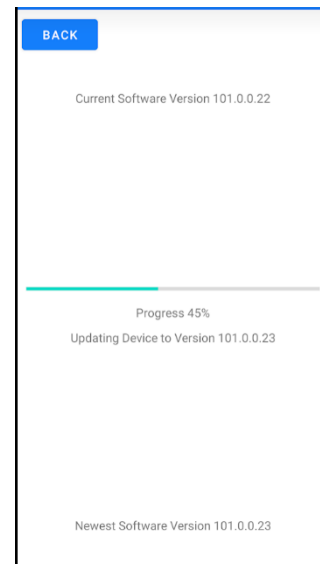 BACK
Current Software Version 101.0.0.22
Progress 45%
Updating Device to Version 101.0.0.23
Newest Software Version 101.0.0.23